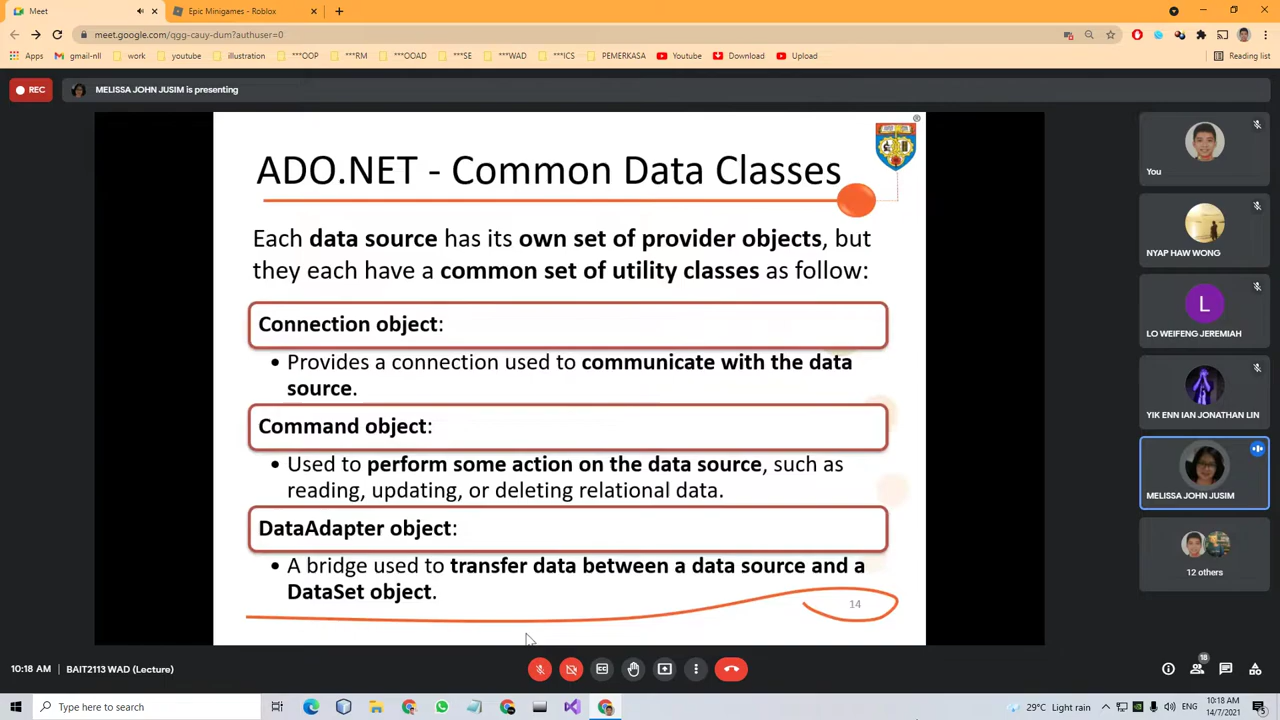 Meet
Epic Minigames - Roblox
meet.google.com/qgg-cauy-dum?authuser=0
Apps
gmail-nll
work
youtube
illustration
***OOP
***RM
***OOAD
***SE
***WAD
***ICS
PEMERKASA
Youtube
Download
Upload
Reading list
REC
MELISSA JOHN JUSIM is presenting
ADO.NET - Common Data Classes
®
Each data source has its own set of provider objects, but
they each have a common set of utility classes as follow:
Connection object:
• Provides a connection used to communicate with the data
source.
Command object:
• Used to perform some action on the data source, such as
reading, updating, or deleting relational data.
DataAdapter object:
• A bridge used to transfer data between a data source and a
DataSet object.
14
You
NYAP HAW WONG
L
LO WEIFENG JEREMIAH
YIK ENN IAN JONATHAN LIN
MELISSA JOHN JUSIM
12 others
10:18 AM
BAIT2113 WAD (Lecture)
18
Type here to search
29°C Light rain
ENG
10:18 AM
14/7/2021